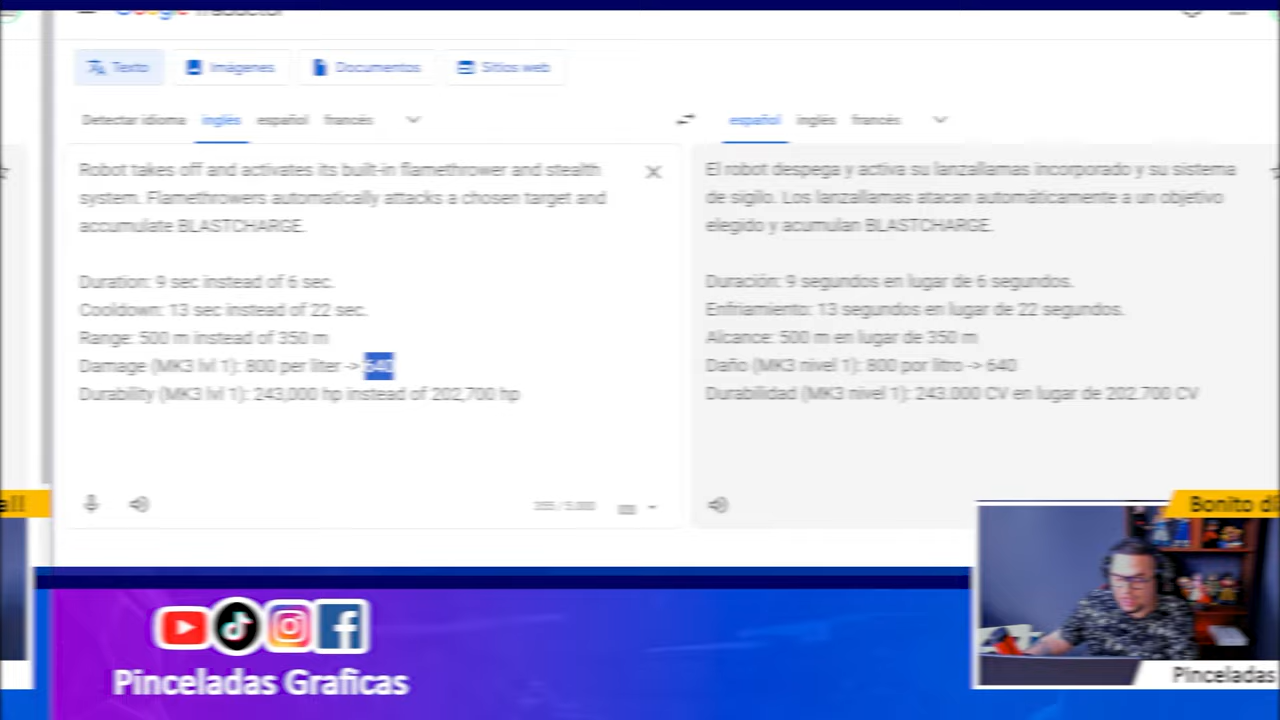 Texto
Imágenes
Documentos
Sitios web
Detectar idioma inglés español francés
español inglés francés
Robot takes off and activates its built-in flamethrower and stealth
system. Flamethrowers automatically attacks a chosen target and
accumulate BLASTCHARGE.
Duration: 9 sec instead of 6 sec.
Cooldown: 13 sec instead of 22 sec.
Range: 500 m instead of 350 m
Damage (MK3 lvl 1): 800 per liter -> 640
Durability (MK3 lvl 1): 243,000 hp instead of 202,700 hp
El robot despega y activa su lanzallamas incorporado y su sistema
de sigilo. Los lanzallamas atacan automáticamente a un objetivo
elegido y acumulan BLASTCHARGE.
Duración: 9 segundos en lugar de 6 segundos.
Enfriamiento: 13 segundos en lugar de 22 segundos.
Alcance: 500 m en lugar de 350 m
Daño (MK3 nivel 1): 800 por litro -> 640
Durabilidad (MK3 nivel 1): 243.000 CV en lugar de 202.700 CV
all
Bonito dí
Pinceladas Graficas
Pinceladas